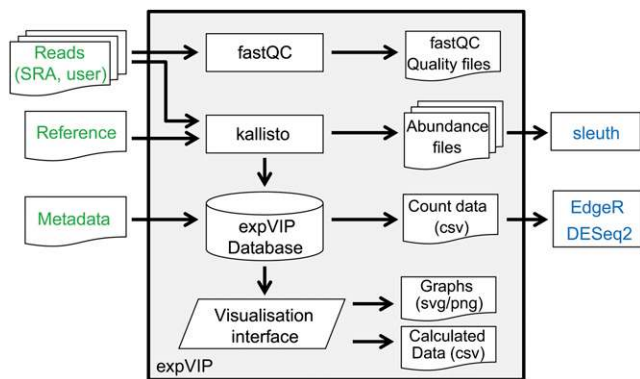 Reads
(SRA, user)
fastQC
fastQC
Quality files
Reference
kallisto
Abundance
files
sleuth
Metadata
expVIP
Database
Count data
(csv)
EdgeR
DESeq2
Visualisation
interface
Graphs
(svg/png)
Calculated
Data (csv)
expVIP